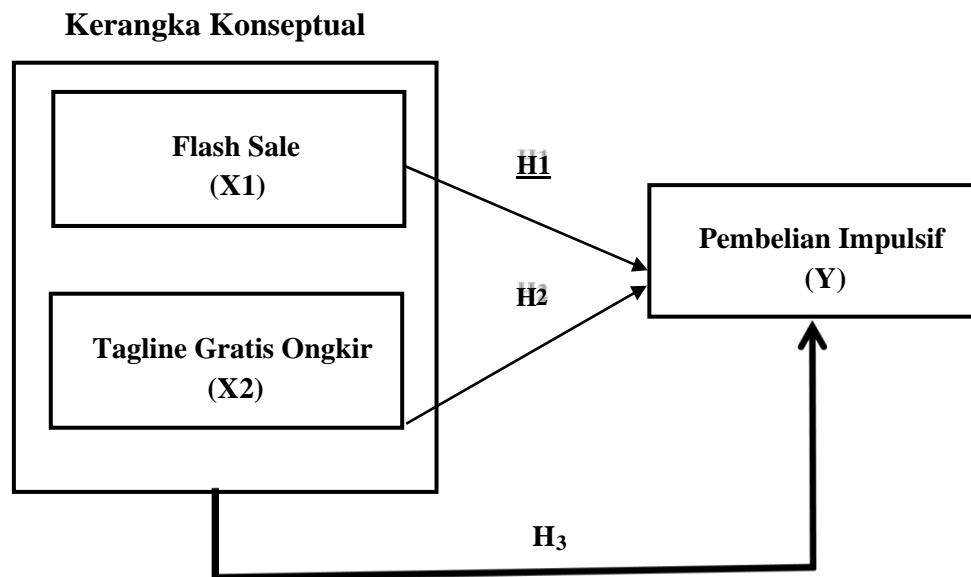 Kerangka Konseptual
Flash Sale
(X1)
H1
Pembelian Impulsif
(Y)
H2
Tagline Gratis Ongkir
(X2)
H3